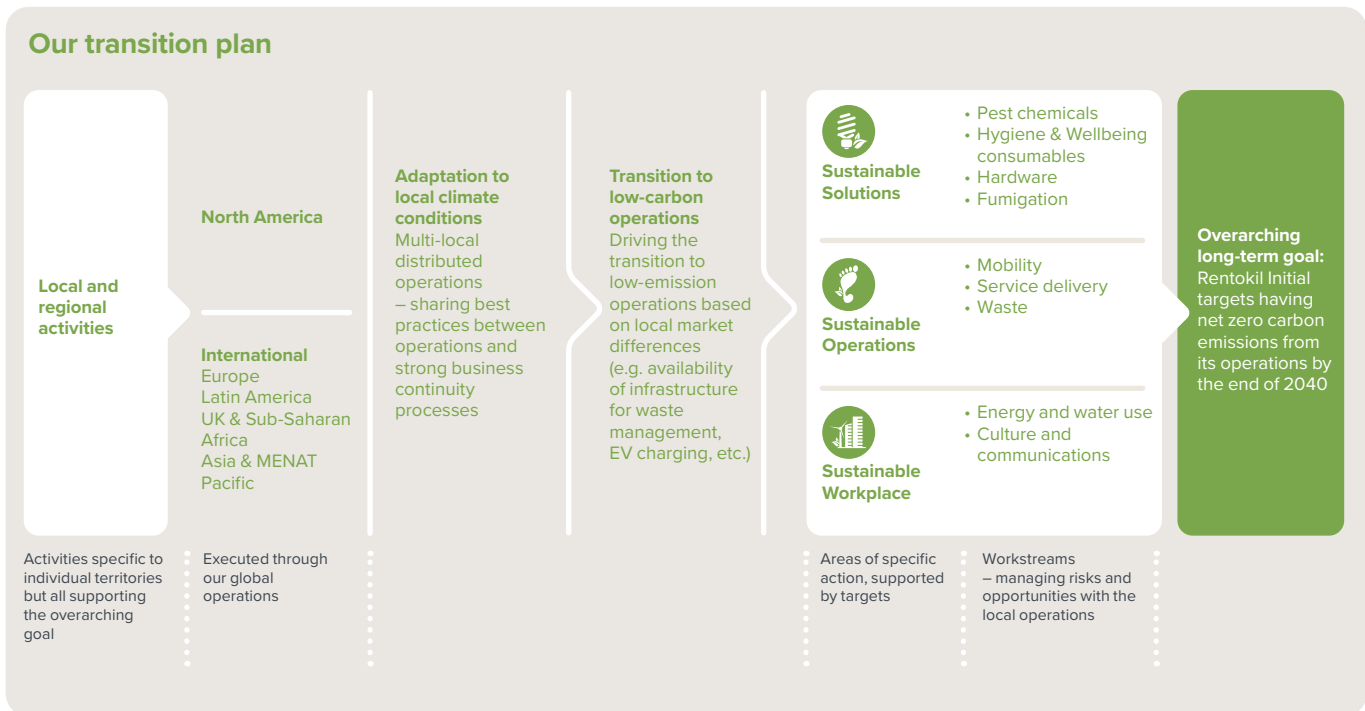 Our transition plan
Local and
regional
activities
North America
International
Europe
Latin America
UK & Sub-Saharan
Africa
Asia & MENAT
Pacific
Adaptation to
local climate
conditions
Multi-local
distributed
operations
– sharing best
practices between
operations and
strong business
continuity
processes
Transition to
low-carbon
operations
Driving the
transition to
low-emission
operations based
on local market
differences
(e.g. availability
of infrastructure
for waste
management,
EV charging, etc.)
Sustainable
Solutions
• Pest chemicals
• Hygiene & Wellbeing
consumables
• Hardware
• Fumigation
Sustainable
Operations
• Mobility
• Service delivery
• Waste
Sustainable
Workplace
• Energy and water use
• Culture and
communications
Overarching
long-term goal:
Rentokil Initial
targets having
net zero carbon
emissions from
its operations by
the end of 2040
Activities specific to
individual territories
but all supporting
the overarching
goal
Executed through
our global
operations
Areas of specific
action, supported
by targets
Workstreams
– managing risks and
opportunities with the
local operations